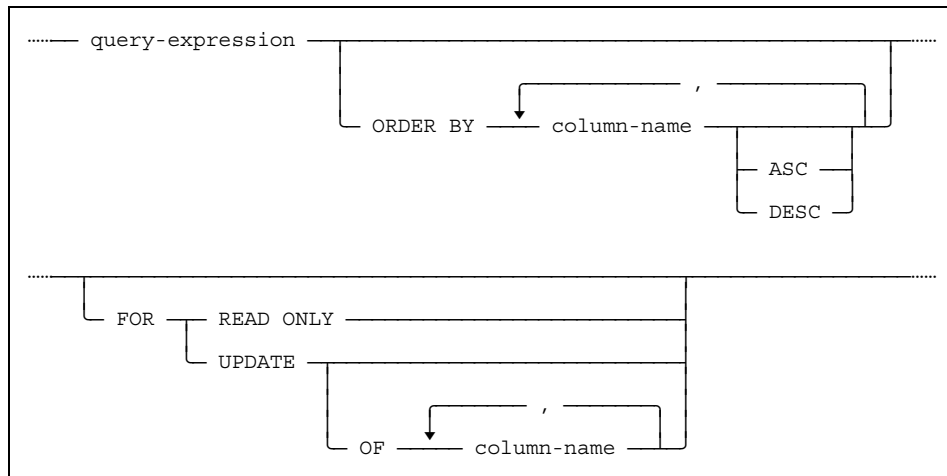 query-expression
,
ORDER BY column-name
ASC
DESC
FOR READ ONLY
UPDATE
,
OF column-name